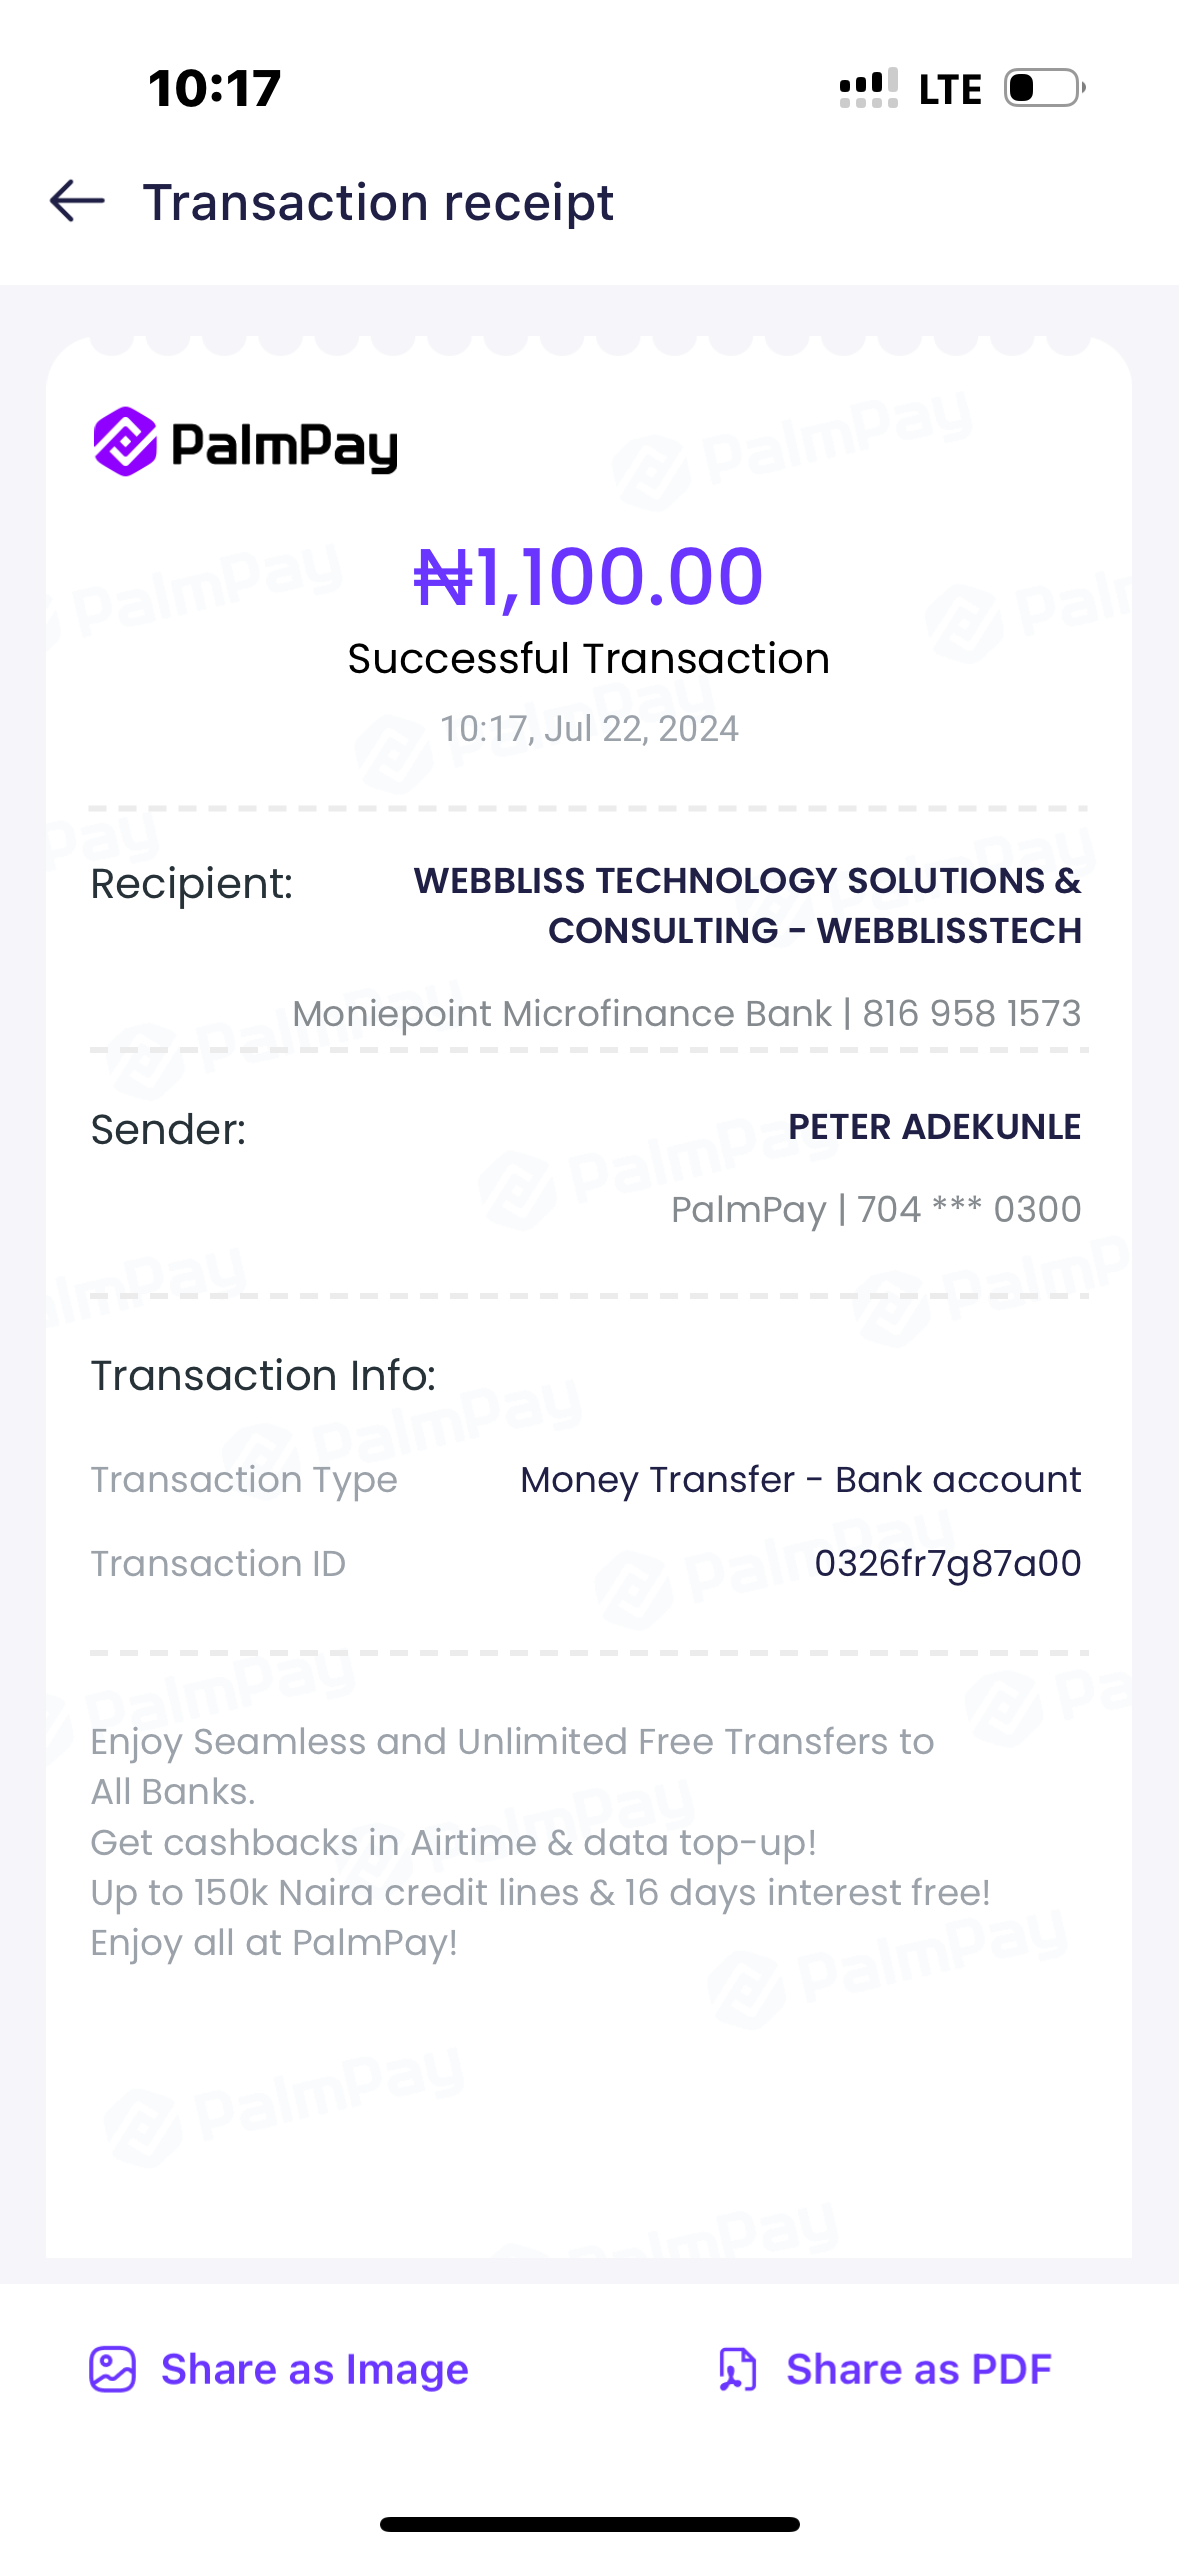 10:17
LTE
Transaction receipt
PalmPay
₦1,100.00
Successful Transaction
10:17, Jul 22, 2024
Recipient:
WEBBLISS TECHNOLOGY SOLUTIONS &
CONSULTING - WEBBLISSTECH
Moniepoint Microfinance Bank | 816 958 1573
Sender:
PETER ADEKUNLE
PalmPay | 704 *** 0300
Transaction Info:
Transaction Type
Money Transfer - Bank account
Transaction ID
0326fr7g87a00
Enjoy Seamless and Unlimited Free Transfers to
All Banks.
Get cashbacks in Airtime & data top-up!
Up to 150k Naira credit lines & 16 days interest free!
Enjoy all at PalmPay!
Share as Image
Share as PDF